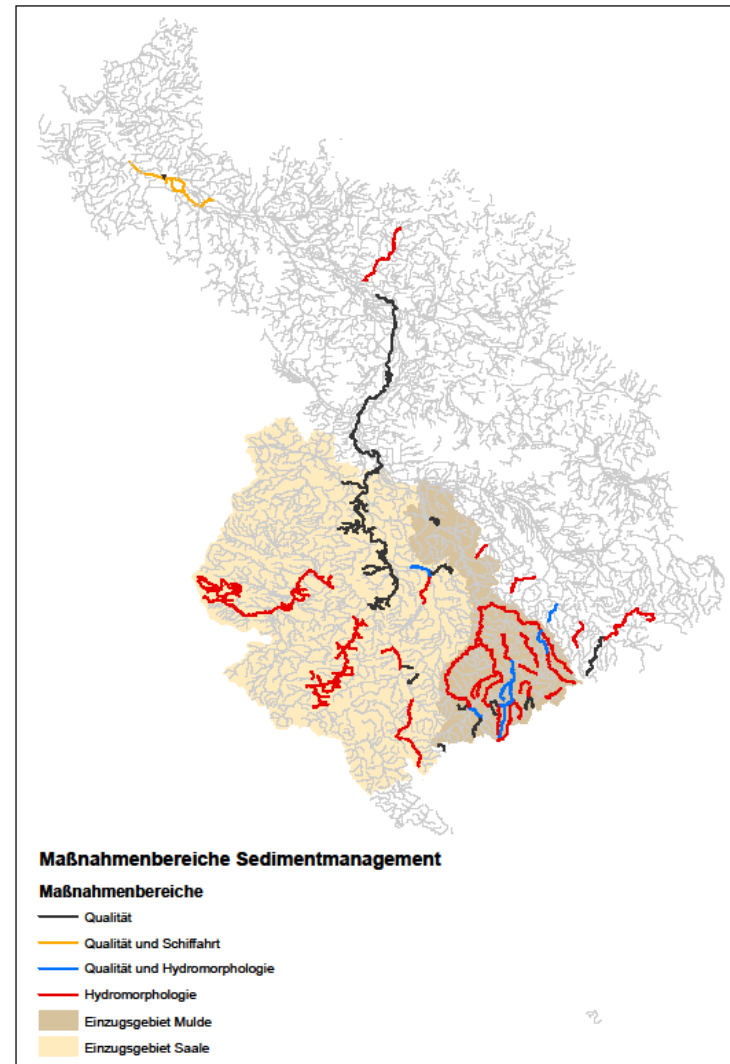 Maßnahmenbereiche Sedimentmanagement
Maßnahmenbereiche
Qualität
Qualität und Schiffahrt
Qualität und Hydromorphologie
Hydromorphologie
Einzugsgebiet Mulde
Einzugsgebiet Saale